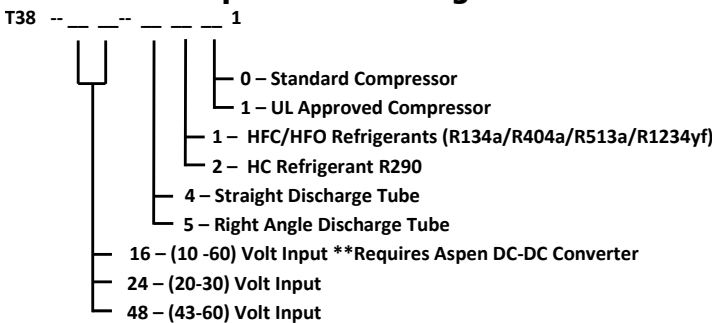 T38 -- __ __-- __ __ __ 1
0 – Standard Compressor
1 – UL Approved Compressor
1 – HFC/HFO Refrigerants (R134a/R404a/R513a/R1234yf)
2 – HC Refrigerant R290
4 – Straight Discharge Tube
5 – Right Angle Discharge Tube
16 – (10 -60) Volt Input **Requires Aspen DC-DC Converter
24 – (20-30) Volt Input
48 – (43-60) Volt Input